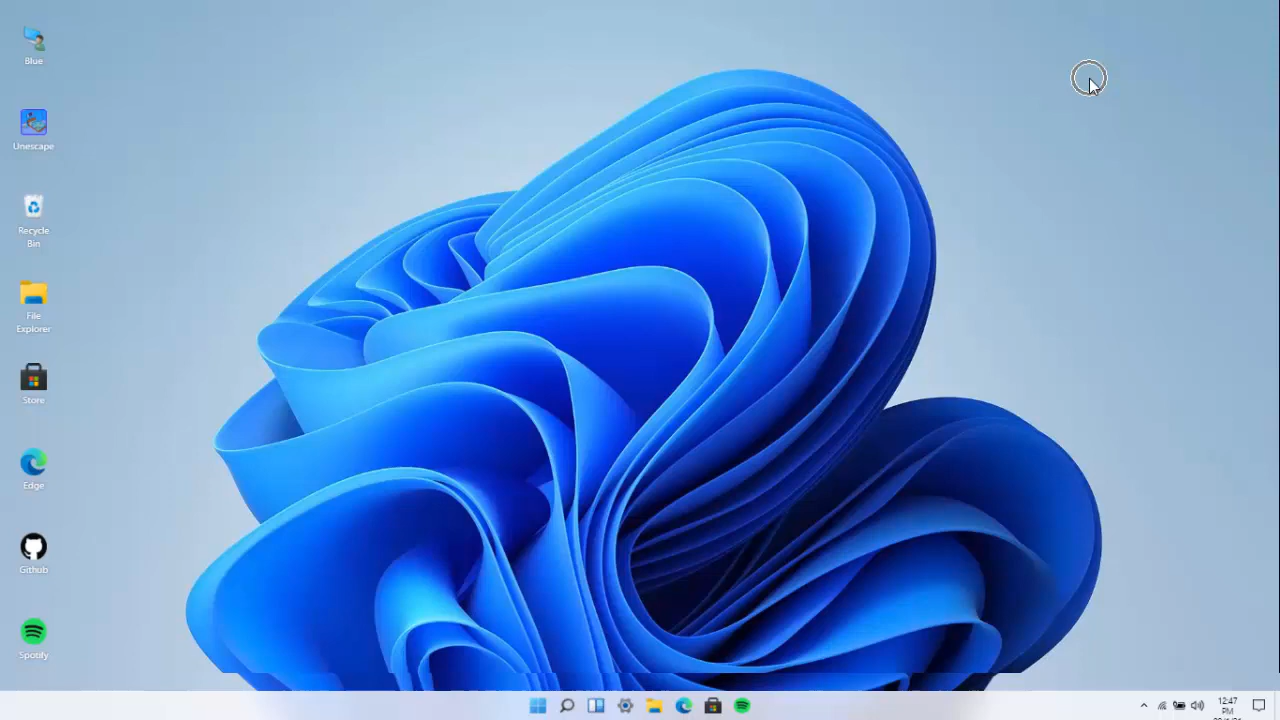 Blue
Unescape
Recycle
Bin
File
Explorer
Store
Edge
Github
Spotify
12:47
PM